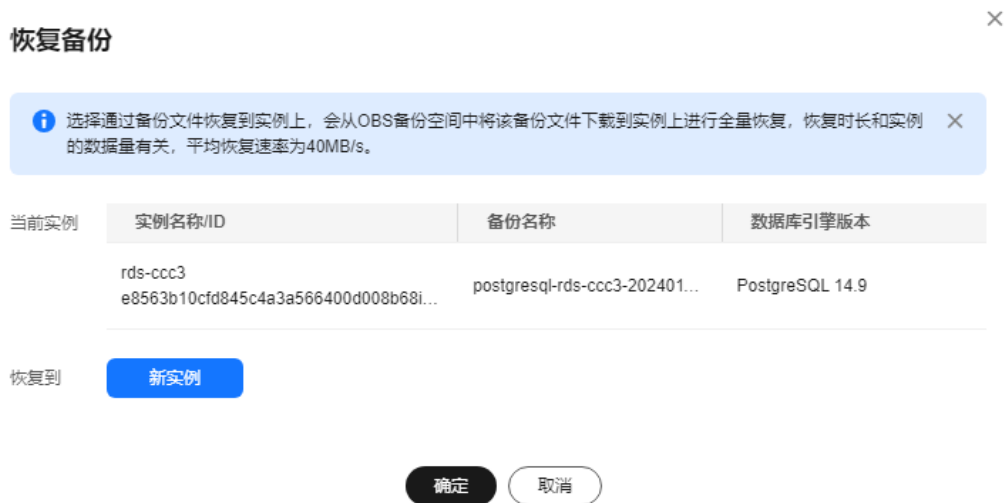 恢复备份
选择通过备份文件恢复到实例上，会从OBS备份空间中将该备份文件下载到实例上进行全量恢复，恢复时长和实例
的数据量有关，平均恢复速率为40MB/s。
当前实例
实例名称/ID
备份名称
数据库引擎版本
rds-ccc3
e8563b10cfd845c4a3a566400d008b68i...
postgresql-rds-ccc3-202401...
PostgreSQL 14.9
恢复到
新实例
确定
取消